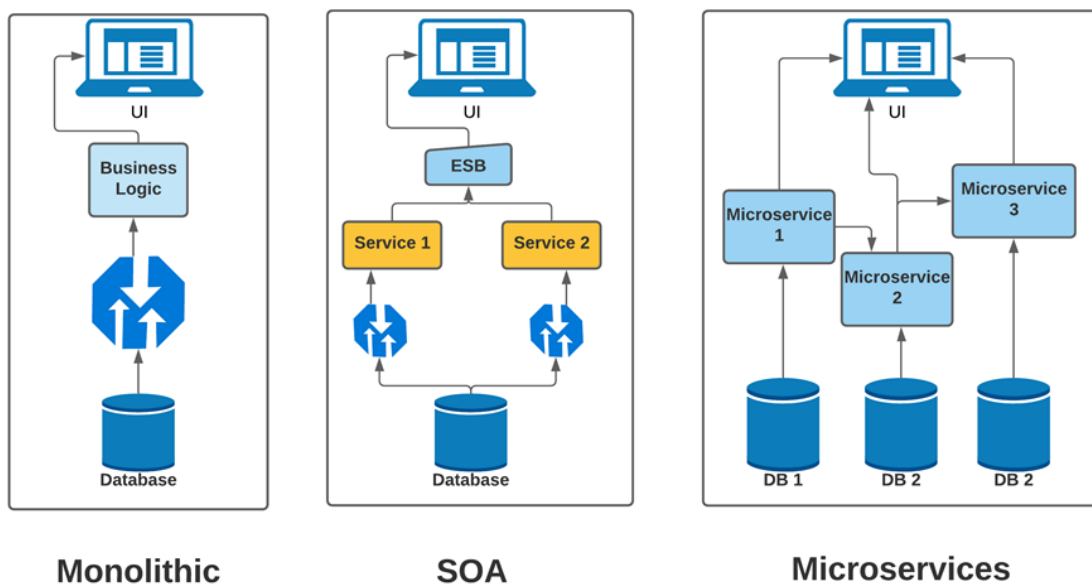 UI
Business
Logic
Database
Monolithic
UI
ESB
Service 1
Service 2
Database
SOA
UI
Microservice
1
Microservice
2
Microservice
3
DB 1
DB 2
DB 2
Microservices